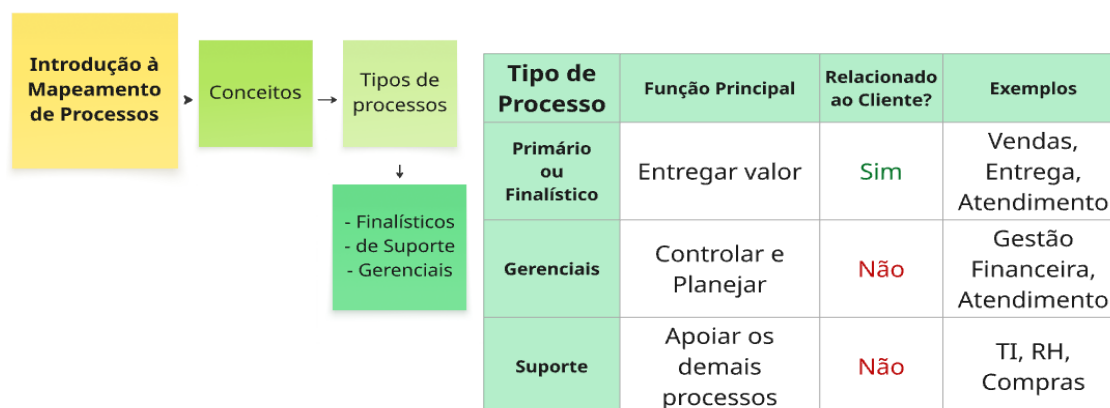 Introdução à
Mapeamento
de Processos
Conceitos
Tipos de
processos
- Finalísticos
- de Suporte
- Gerenciais
Tipo de
Processo
Função Principal
Relacionado
ao Cliente?
Exemplos
Primário
ou
Finalístico
Entregar valor
Sim
Vendas,
Entrega,
Atendimento
Gerenciais
Controlar e
Planejar
Não
Gestão
Financeira,
Atendimento
Suporte
Apoiar os
demais
processos
Não
TI, RH,
Compras